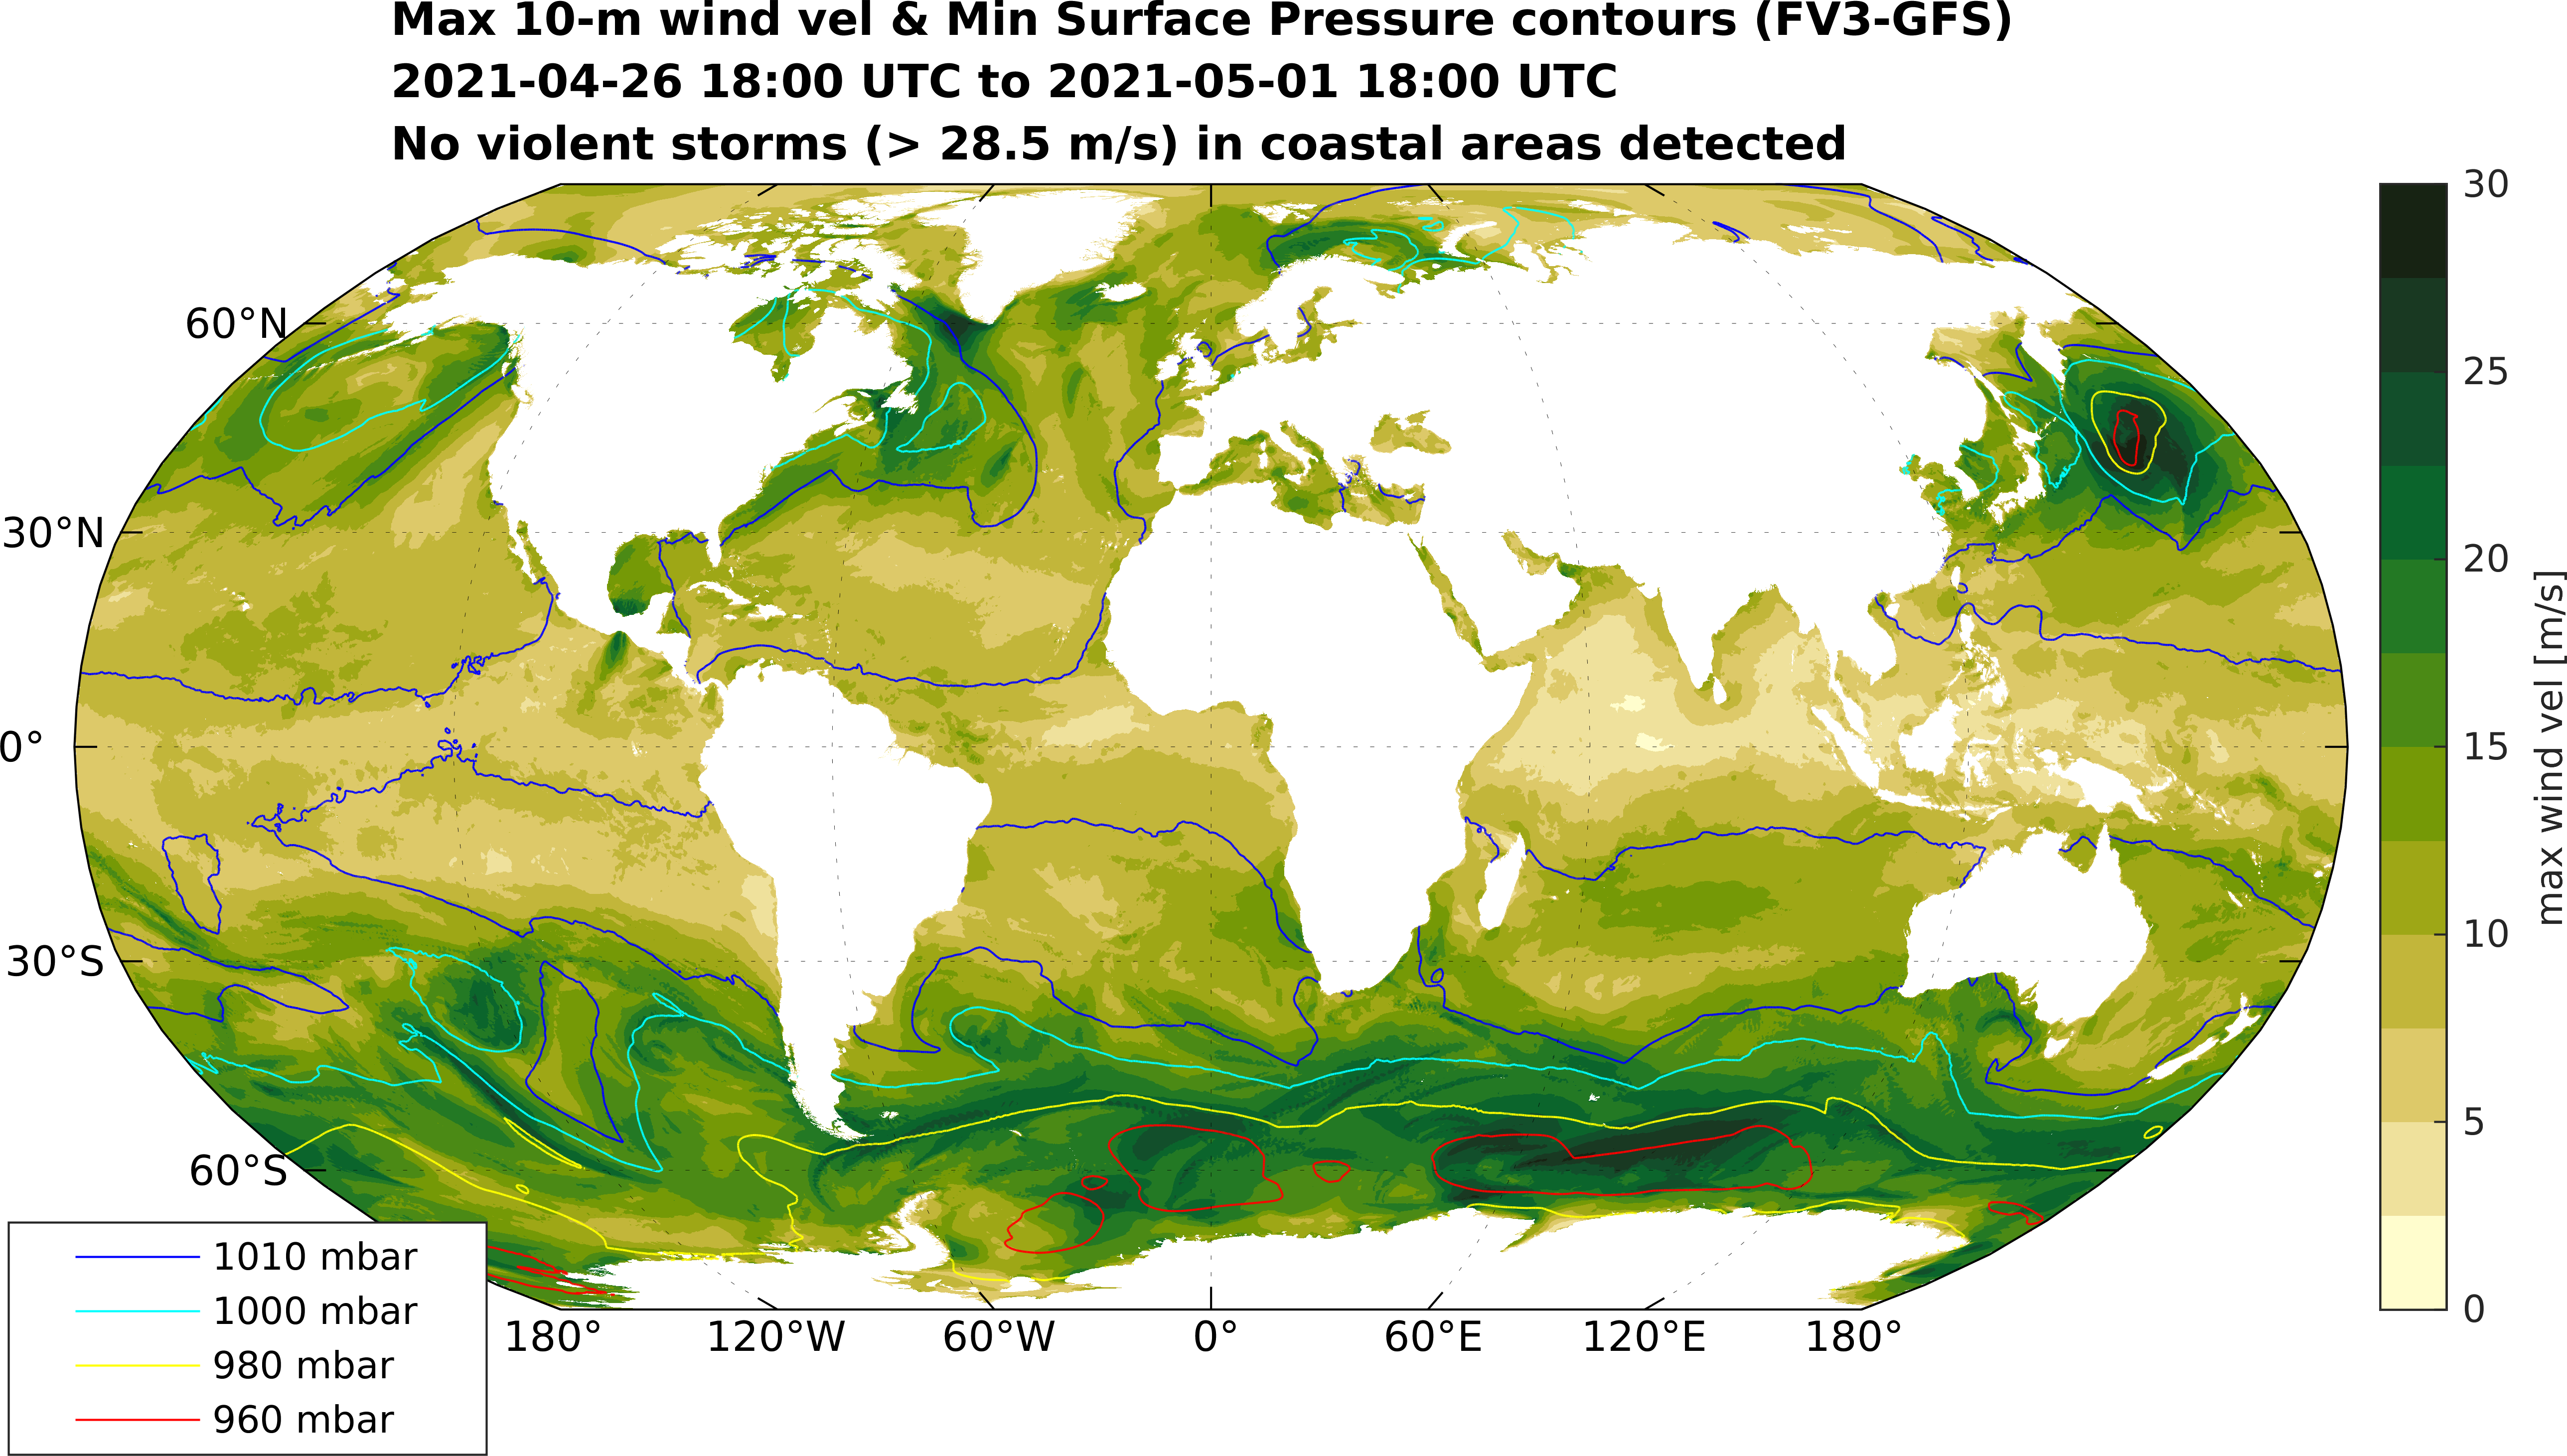 Max 10-m wind vel & Min Surface Pressure contours (FV3-GFS)
2021-04-26 18:00 UTC to 2021-05-01 18:00 UTC
No violent storms (> 28.5 m/s) in coastal areas detected
60°N
30°N
0°
30°S
60°S
180°
120°W
60°W
0°
60°E
120°E
180°
1010 mbar
1000 mbar
980 mbar
960 mbar
30
25
20
15
10
5
0
max wind vel [m/s]